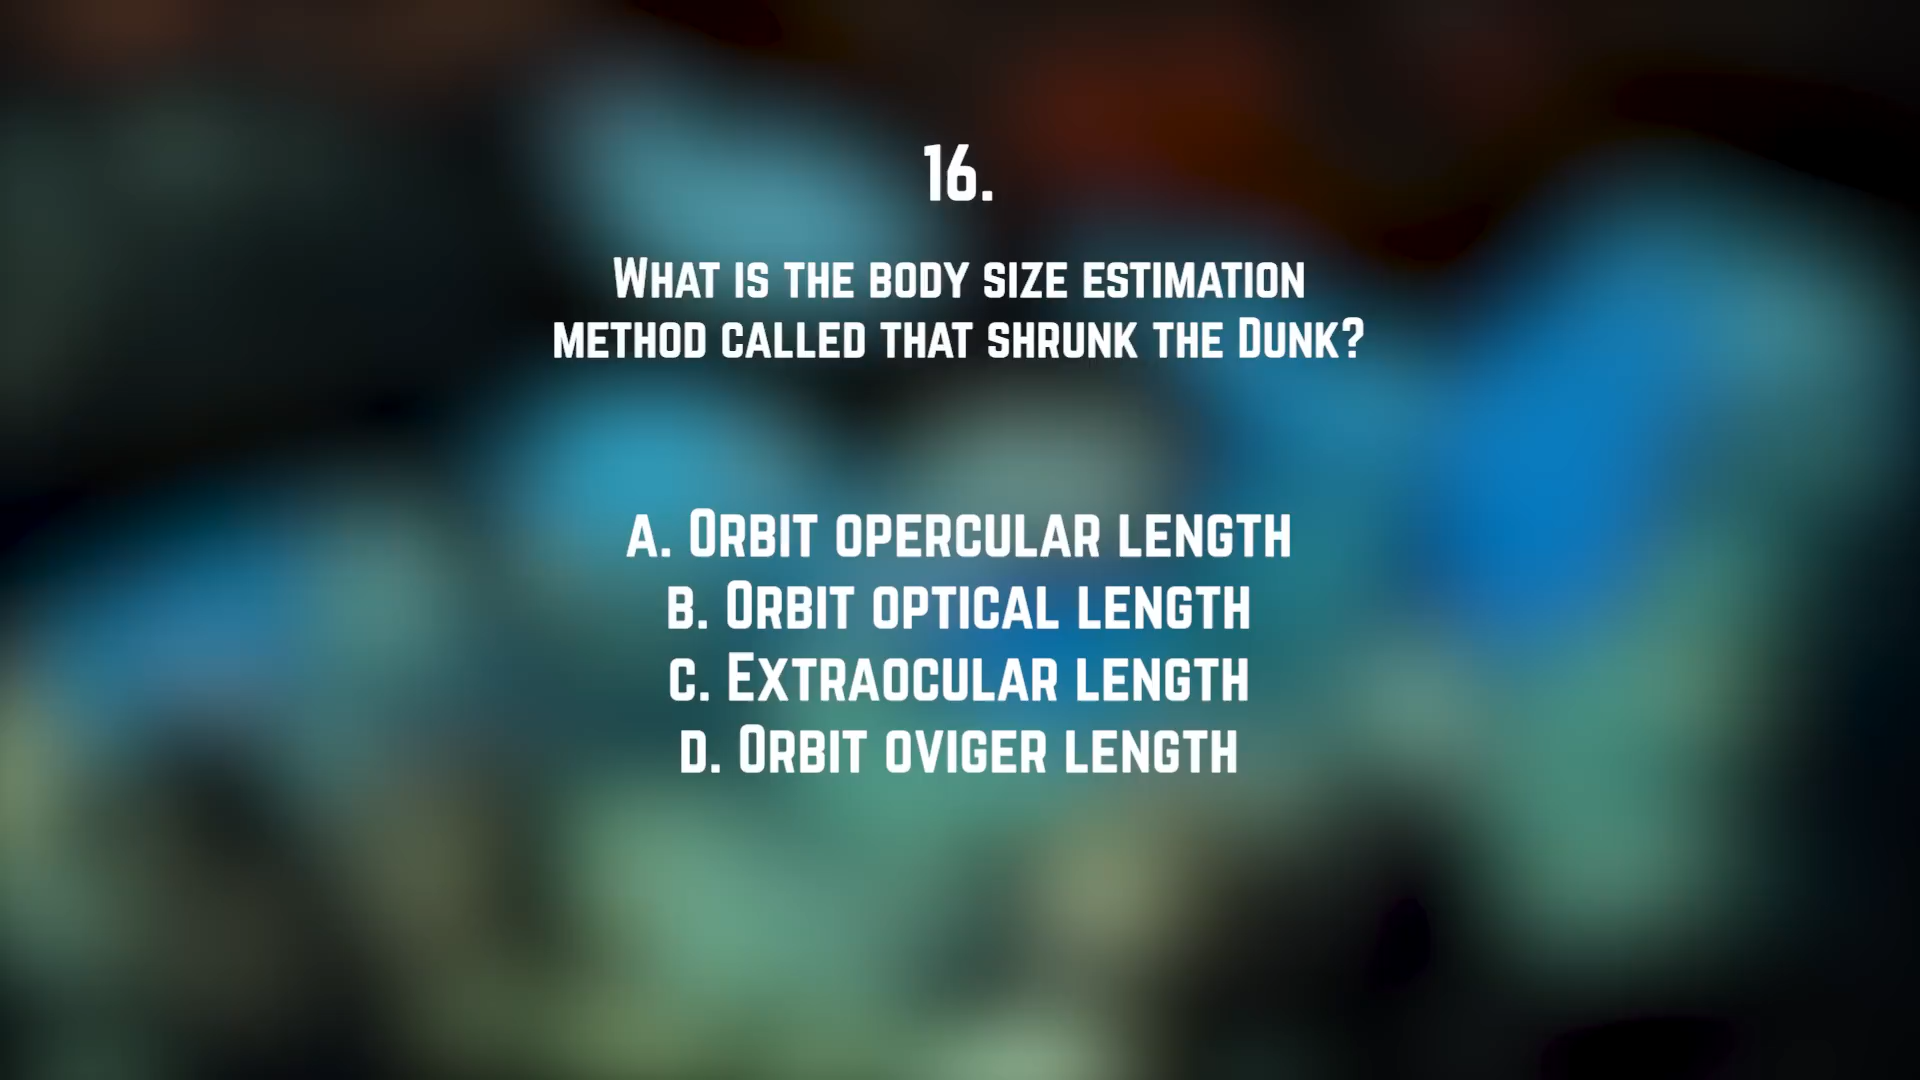 16.
What is the body size estimation
method called that shrunk the Dunk?
A. Orbit opercular length
B. Orbit optical length
C. Extraocular length
D. Orbit oviger length